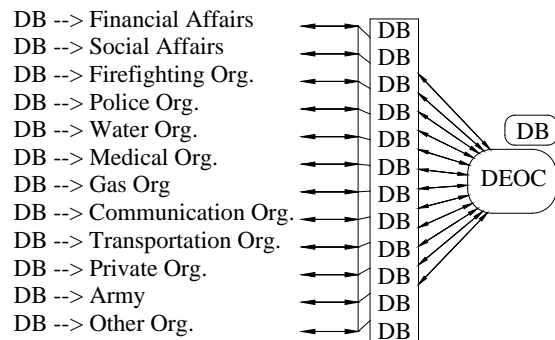 DB --> Financial Affairs
DB --> Social Affairs
DB --> Firefighting Org.
DB --> Police Org.
DB --> Water Org.
DB --> Medical Org.
DB --> Gas Org
DB --> Communication Org.
DB --> Transportation Org.
DB --> Private Org.
DB --> Army
DB --> Other Org.
DB
DB
DB
DB
DB
DB
DB
DB
DB
DB
DB
DB
DB
DEOC